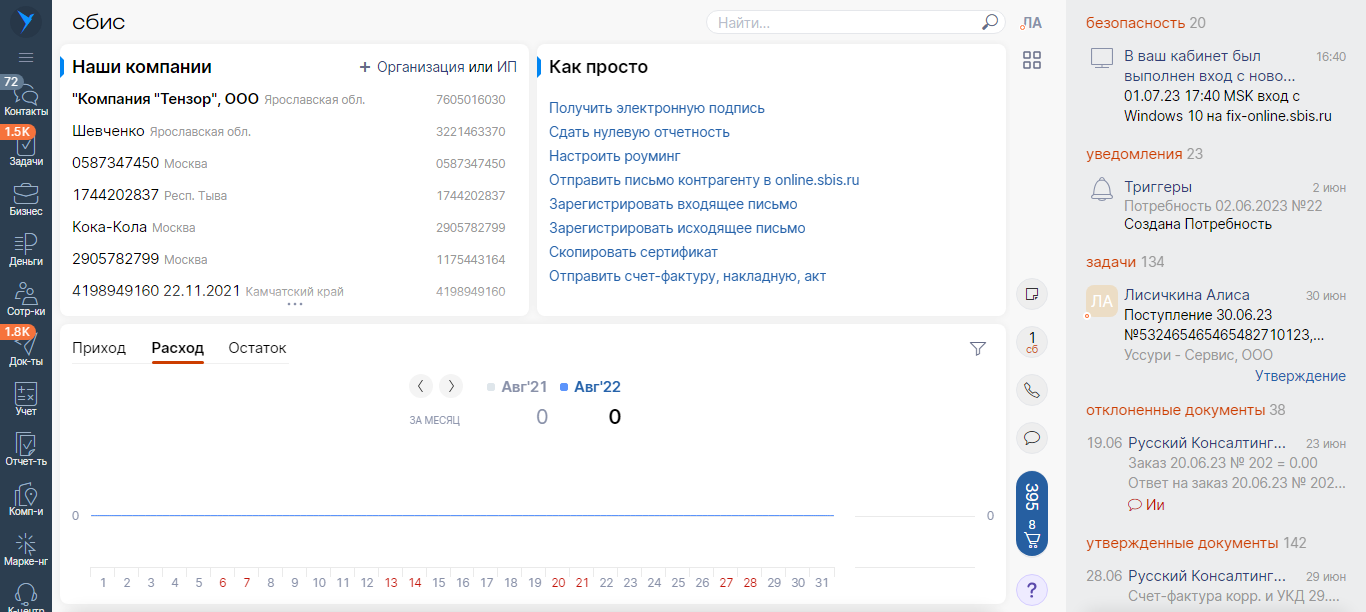 72
Контакты
1.5K
Задачи
Бизнес
Деньги
Сотр-ки
1.8K
Док-ты
Учет
Отчет-ть
Комп-и
Марке-нг
К-центр
сбис
Найти...
Наши компании
+ Организация или ИП
"Компания "Тензор", ООО Ярославская обл. 7605016030
Шевченко Ярославская обл. 3221463370
0587347450 Москва 0587347450
1744202837 Респ. Тыва 1744202837
Кока-Кола Москва 2905782799
2905782799 Москва 1175443164
4198949160 22.11.2021 Камчатский край 4198949160
Как просто
Получить электронную подпись
Сдать нулевую отчетность
Настроить роуминг
Отправить письмо контрагенту в online.sbis.ru
Зарегистрировать входящее письмо
Зарегистрировать исходящее письмо
Скопировать сертификат
Отправить счет-фактуру, накладную, акт
Приход Расход Остаток
Авг'21 Авг'22
ЗА МЕСЯЦ 0 0
0 0
1 2 3 4 5 6 7 8 9 10 11 12 13 14 15 16 17 18 19 20 21 22 23 24 25 26 27 28 29 30 31
ЛА
1
сб
395
8
?
безопасность 20
В ваш кабинет был 16:40
выполнен вход с ново...
01.07.23 17:40 MSK вход с
Windows 10 на fix-online.sbis.ru
уведомления 23
Триггеры 2 июн
Потребность 02.06.2023 №22
Создана Потребность
задачи 134
ЛА
Лисичкина Алиса 30 июн
Поступление 30.06.23
№532465465465482710123,...
Уссури - Сервис, ООО
Утверждение
отклоненные документы 38
19.06 Русский Консалтинг... 23 июн
Заказ 20.06.23 № 202 = 0.00
Ответ на заказ 20.06.23 № 202...
Ии
утвержденные документы 142
28.06 Русский Консалтинг... 29 июн
Счет-фактура корр. и УКД 29....